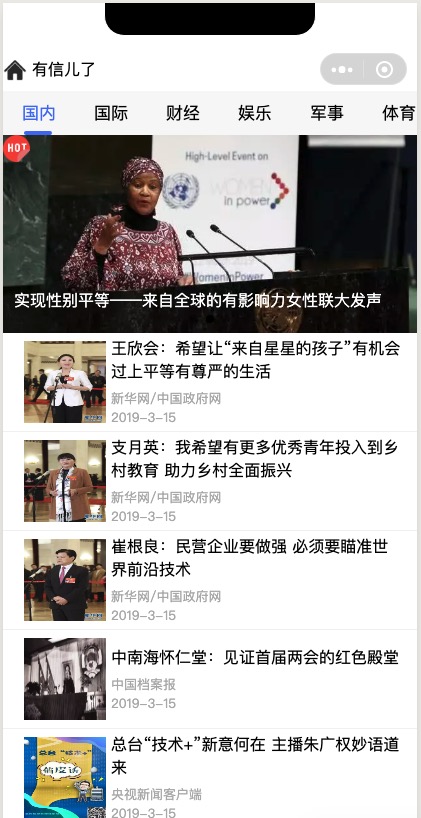 有信儿了
国内 国际 财经 娱乐 军事 体育
HOT
High-Level Event on
WOMEN
in power
WomenInPower
实现性别平等——来自全球的有影响力女性联大发声
王欣会：希望让“来自星星的孩子”有机会
过上平等有尊严的生活
新华网/中国政府网
2019-3-15
支月英：我希望有更多优秀青年投入到乡
村教育 助力乡村全面振兴
新华网/中国政府网
2019-3-15
崔根良：民营企业要做强 必须要瞄准世
界前沿技术
新华网/中国政府网
2019-3-15
中南海怀仁堂：见证首届两会的红色殿堂
中国档案报
2019-3-15
总台“技术+”新意何在 主播朱广权妙语道
来
央视新闻客户端
2019-3-15